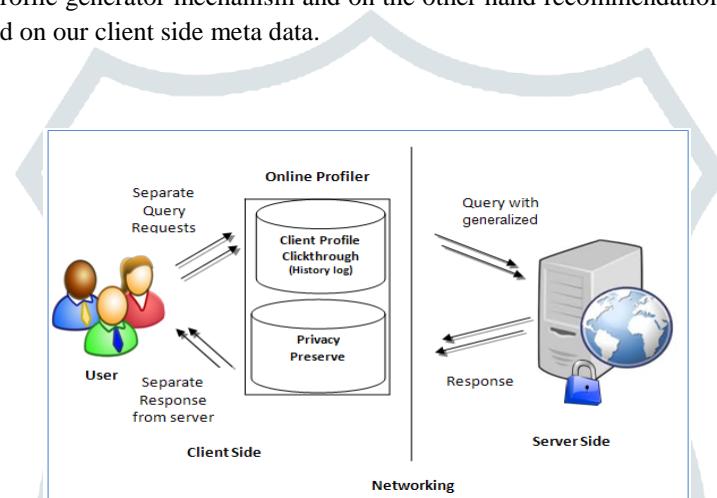 rofile generator mechanism and on the other hand recommendation
d on our client side meta data.
Online Profiler
Separate
Query
Requests
Client Profile
Clickthrough
(History log)
Privacy
Preserve
User
Separate
Response
from server
Client Side
Query with
generalized
Response
Server Side
Networking